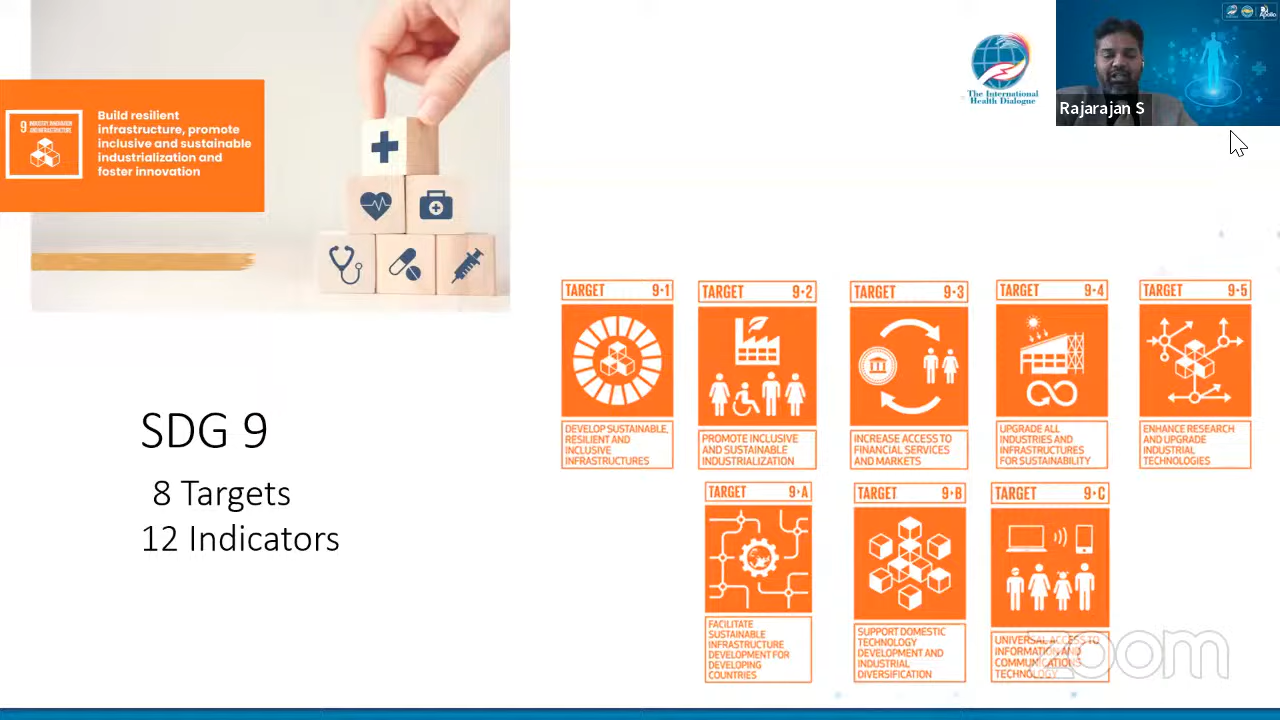 9 INDUSTRY, INNOVATION
AND INFRASTRUCTURE
Build resilient
infrastructure, promote
inclusive and sustainable
industrialization and
foster innovation
The International
Health Dialogue
Apollo
Rajarajan S
SDG 9
8 Targets
12 Indicators
TARGET 9·1
DEVELOP SUSTAINABLE,
RESILIENT AND
INCLUSIVE
INFRASTRUCTURES
TARGET 9·2
PROMOTE INCLUSIVE
AND SUSTAINABLE
INDUSTRIALIZATION
TARGET 9·3
INCREASE ACCESS TO
FINANCIAL SERVICES
AND MARKETS
TARGET 9·4
UPGRADE ALL
INDUSTRIES AND
INFRASTRUCTURES
FOR SUSTAINABILITY
TARGET 9·5
ENHANCE RESEARCH
AND UPGRADE
INDUSTRIAL
TECHNOLOGIES
TARGET 9·A
FACILITATE
SUSTAINABLE
INFRASTRUCTURE
DEVELOPMENT FOR
DEVELOPING
COUNTRIES
TARGET 9·B
SUPPORT DOMESTIC
TECHNOLOGY
DEVELOPMENT AND
INDUSTRIAL
DIVERSIFICATION
TARGET 9·C
UNIVERSAL ACCESS TO
INFORMATION AND
COMMUNICATIONS
TECHNOLOGY
zoom